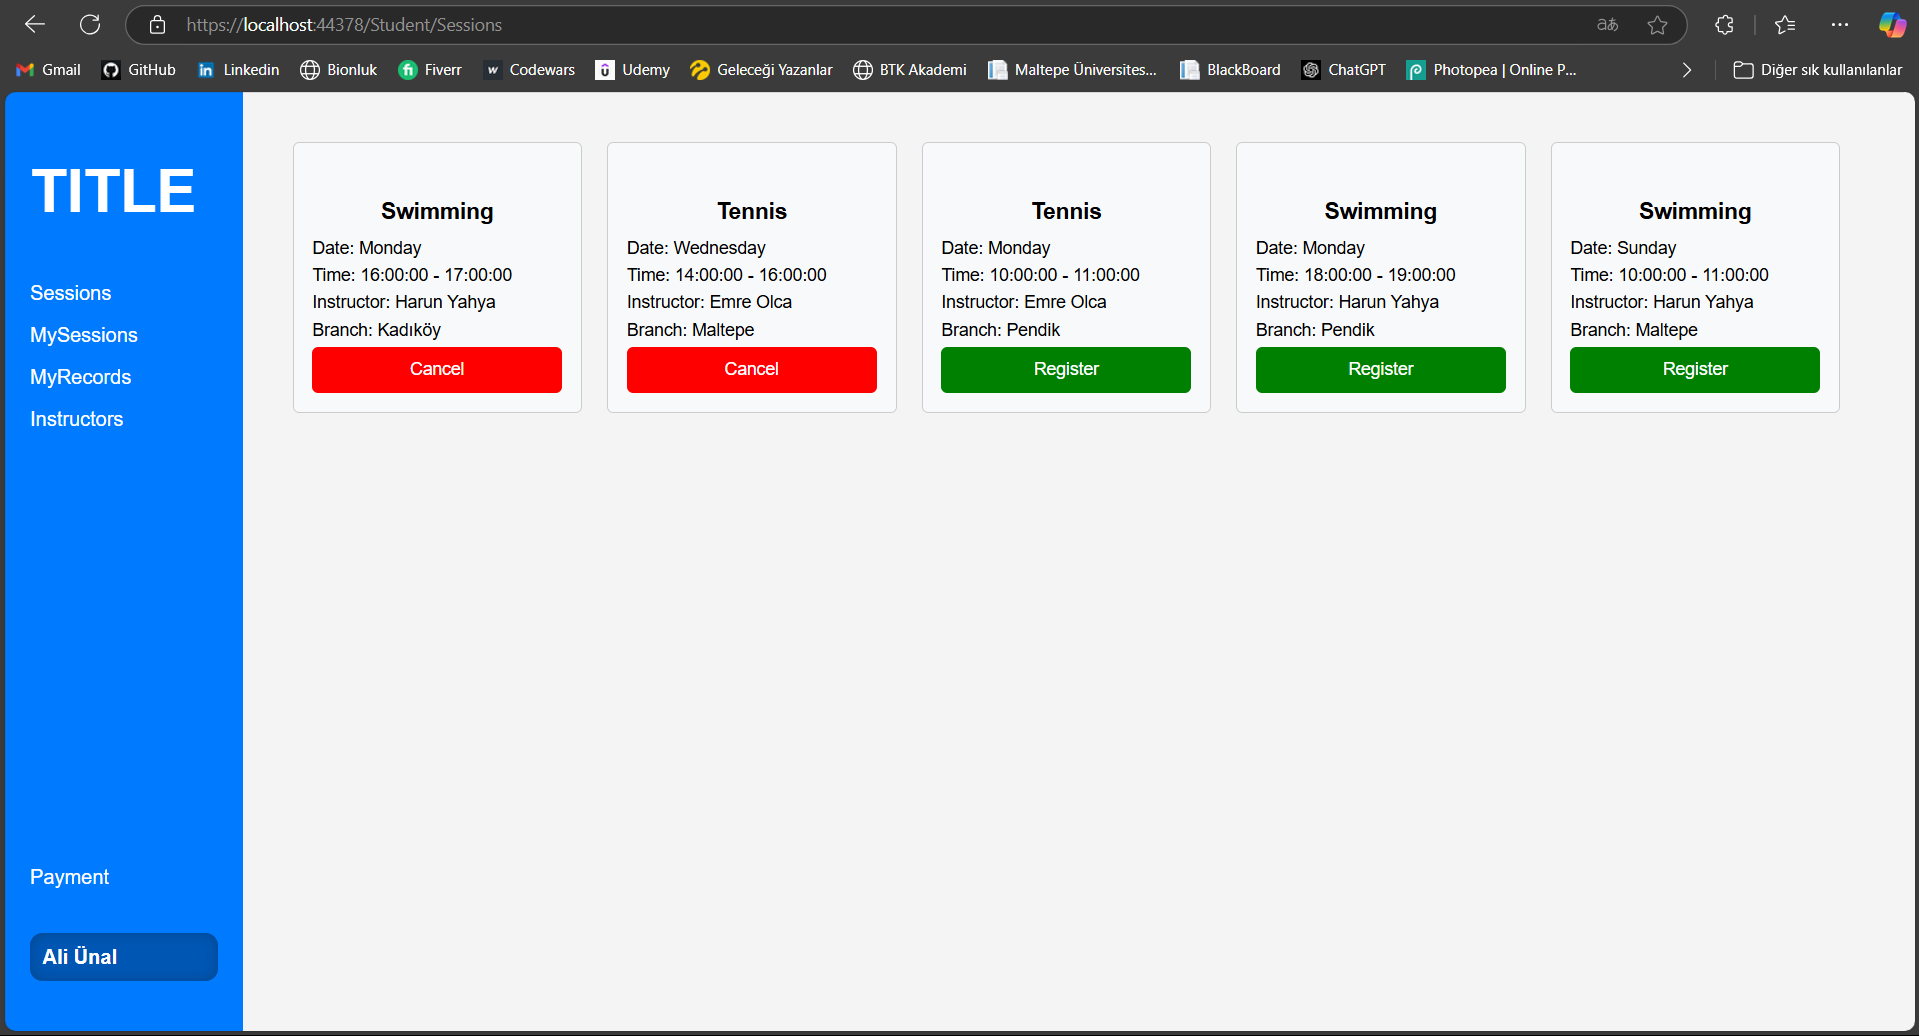 https://localhost:44378/Student/Sessions
Gmail GitHub Linkedin Bionluk Fiverr Codewars Udemy Geleceği Yazanlar BTK Akademi Maltepe Üniversites... BlackBoard ChatGPT Photopea | Online P... Diğer sık kullanılanlar
TITLE
Sessions
MySessions
MyRecords
Instructors
Payment
Ali Ünal
Swimming
Date: Monday
Time: 16:00:00 - 17:00:00
Instructor: Harun Yahya
Branch: Kadıköy
Cancel
Tennis
Date: Wednesday
Time: 14:00:00 - 16:00:00
Instructor: Emre Olca
Branch: Maltepe
Cancel
Tennis
Date: Monday
Time: 10:00:00 - 11:00:00
Instructor: Emre Olca
Branch: Pendik
Register
Swimming
Date: Monday
Time: 18:00:00 - 19:00:00
Instructor: Harun Yahya
Branch: Pendik
Register
Swimming
Date: Sunday
Time: 10:00:00 - 11:00:00
Instructor: Harun Yahya
Branch: Maltepe
Register